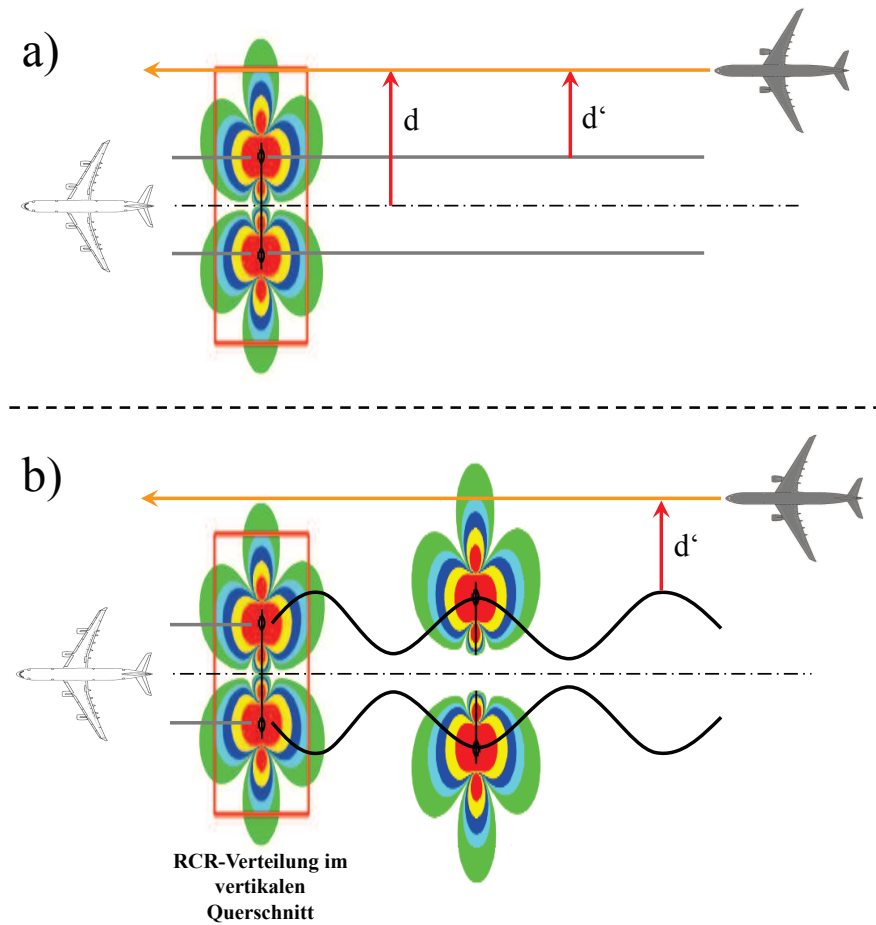 a)
d
d‘
b)
d‘
RCR-Verteilung im
vertikalen
Querschnitt